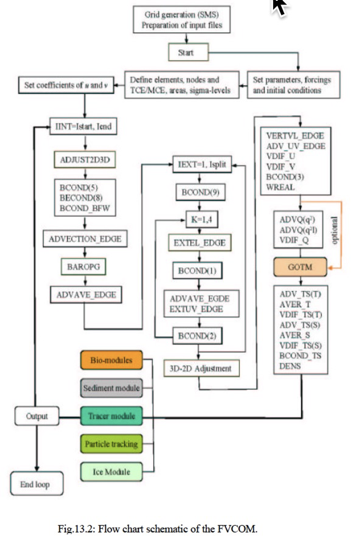 Grid generation (SMS)
Preparation of input files
Start
Set coefficients of u and v
Define elements, nodes and
TCE/MCE, areas, sigma-levels
Set parameters, forcings
and initial conditions
IINT=Istart, Iend
ADJUST2D3D
BCOND(5)
BECOND(8)
BCOND_BFW
ADVECTION_EDGE
BAROPG
ADVAVE_EDGE
IEXT=1, Isplit
BCOND(9)
K=1,4
EXTEL_EDGE
BCOND(1)
ADVAVE_EGDE
EXTUV_EDGE
BCOND(2)
3D-2D Adjustment
VERTVL_EDGE
ADV_UV_EDGE
VDIF_U
VDIF_V
BCOND(3)
WREAL
ADVQ(q²)
ADVQ(q²l)
VDIF_Q
optional
GOTM
ADV_TS(T)
AVER_T
VDIF_TS(T)
ADV_TS(S)
AVER_S
VDIF_TS(S)
BCOND_TS
DENS
Bio-modules
Sediment module
Tracer module
Particle tracking
Ice Module
Output
End loop
Fig.13.2: Flow chart schematic of the FVCOM.